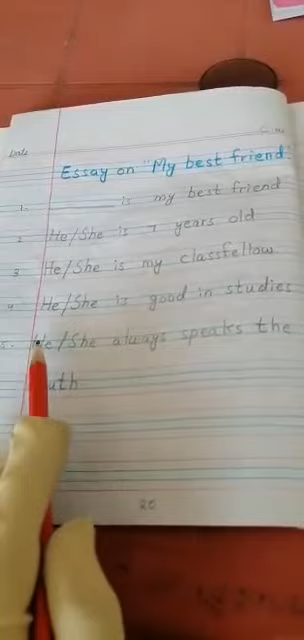 Date
Essay on "My best friend
1. ______ is my best friend
2 He/She is 7 years old
3 He/She is my classfellow
4 He/She is good in studies
5. He/She always speaks the
uth
20